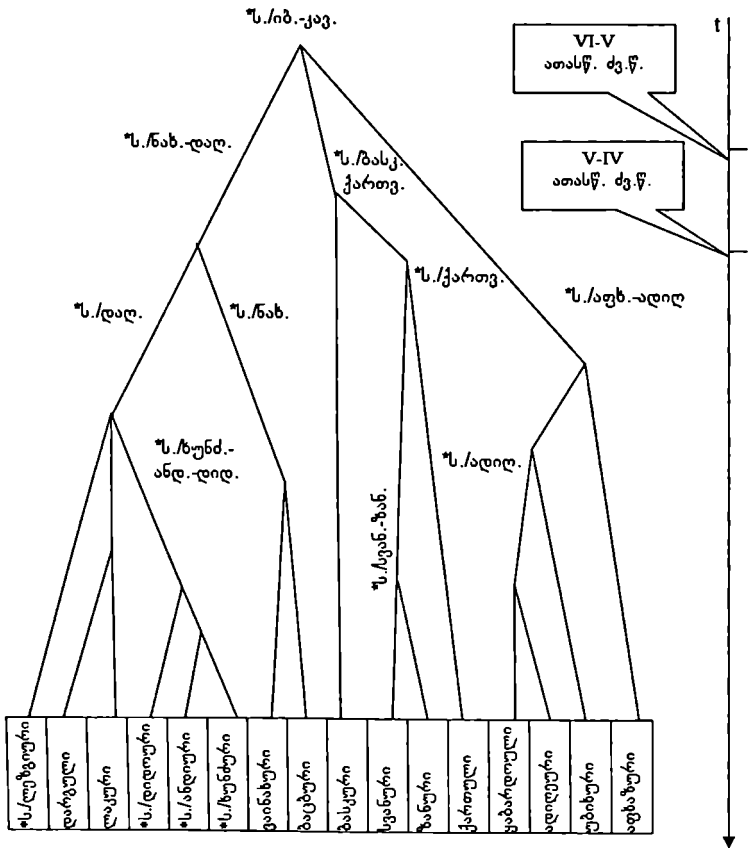 *ს./იბ.-კავ.
t
VI-V
ათასწ. ძვ.წ.
*ს./ნახ.-დაღ.
*ს./ბასკ.
ქართვ.
V-IV
ათასწ. ძვ.წ.
*ს./ქართვ.
*ს./აფხ.-ადიღ
*ს./დაღ.
*ს./ნახ.
*ს./ხუნძ.-
ანდ.-დიდ.
*ს./ადიღ.
*ს./სვან.-ზან.
*ს./ლეზგიური
დარგული
ლაკური
*ს./დიდოური
*ს./ანდიური
*ს./ხუნძური
ვაინახური
ბაცბური
ბასკური
სვანური
ზანური
ქართული
ყაბარდოული
ადიღეური
უბიხური
აფხაზური